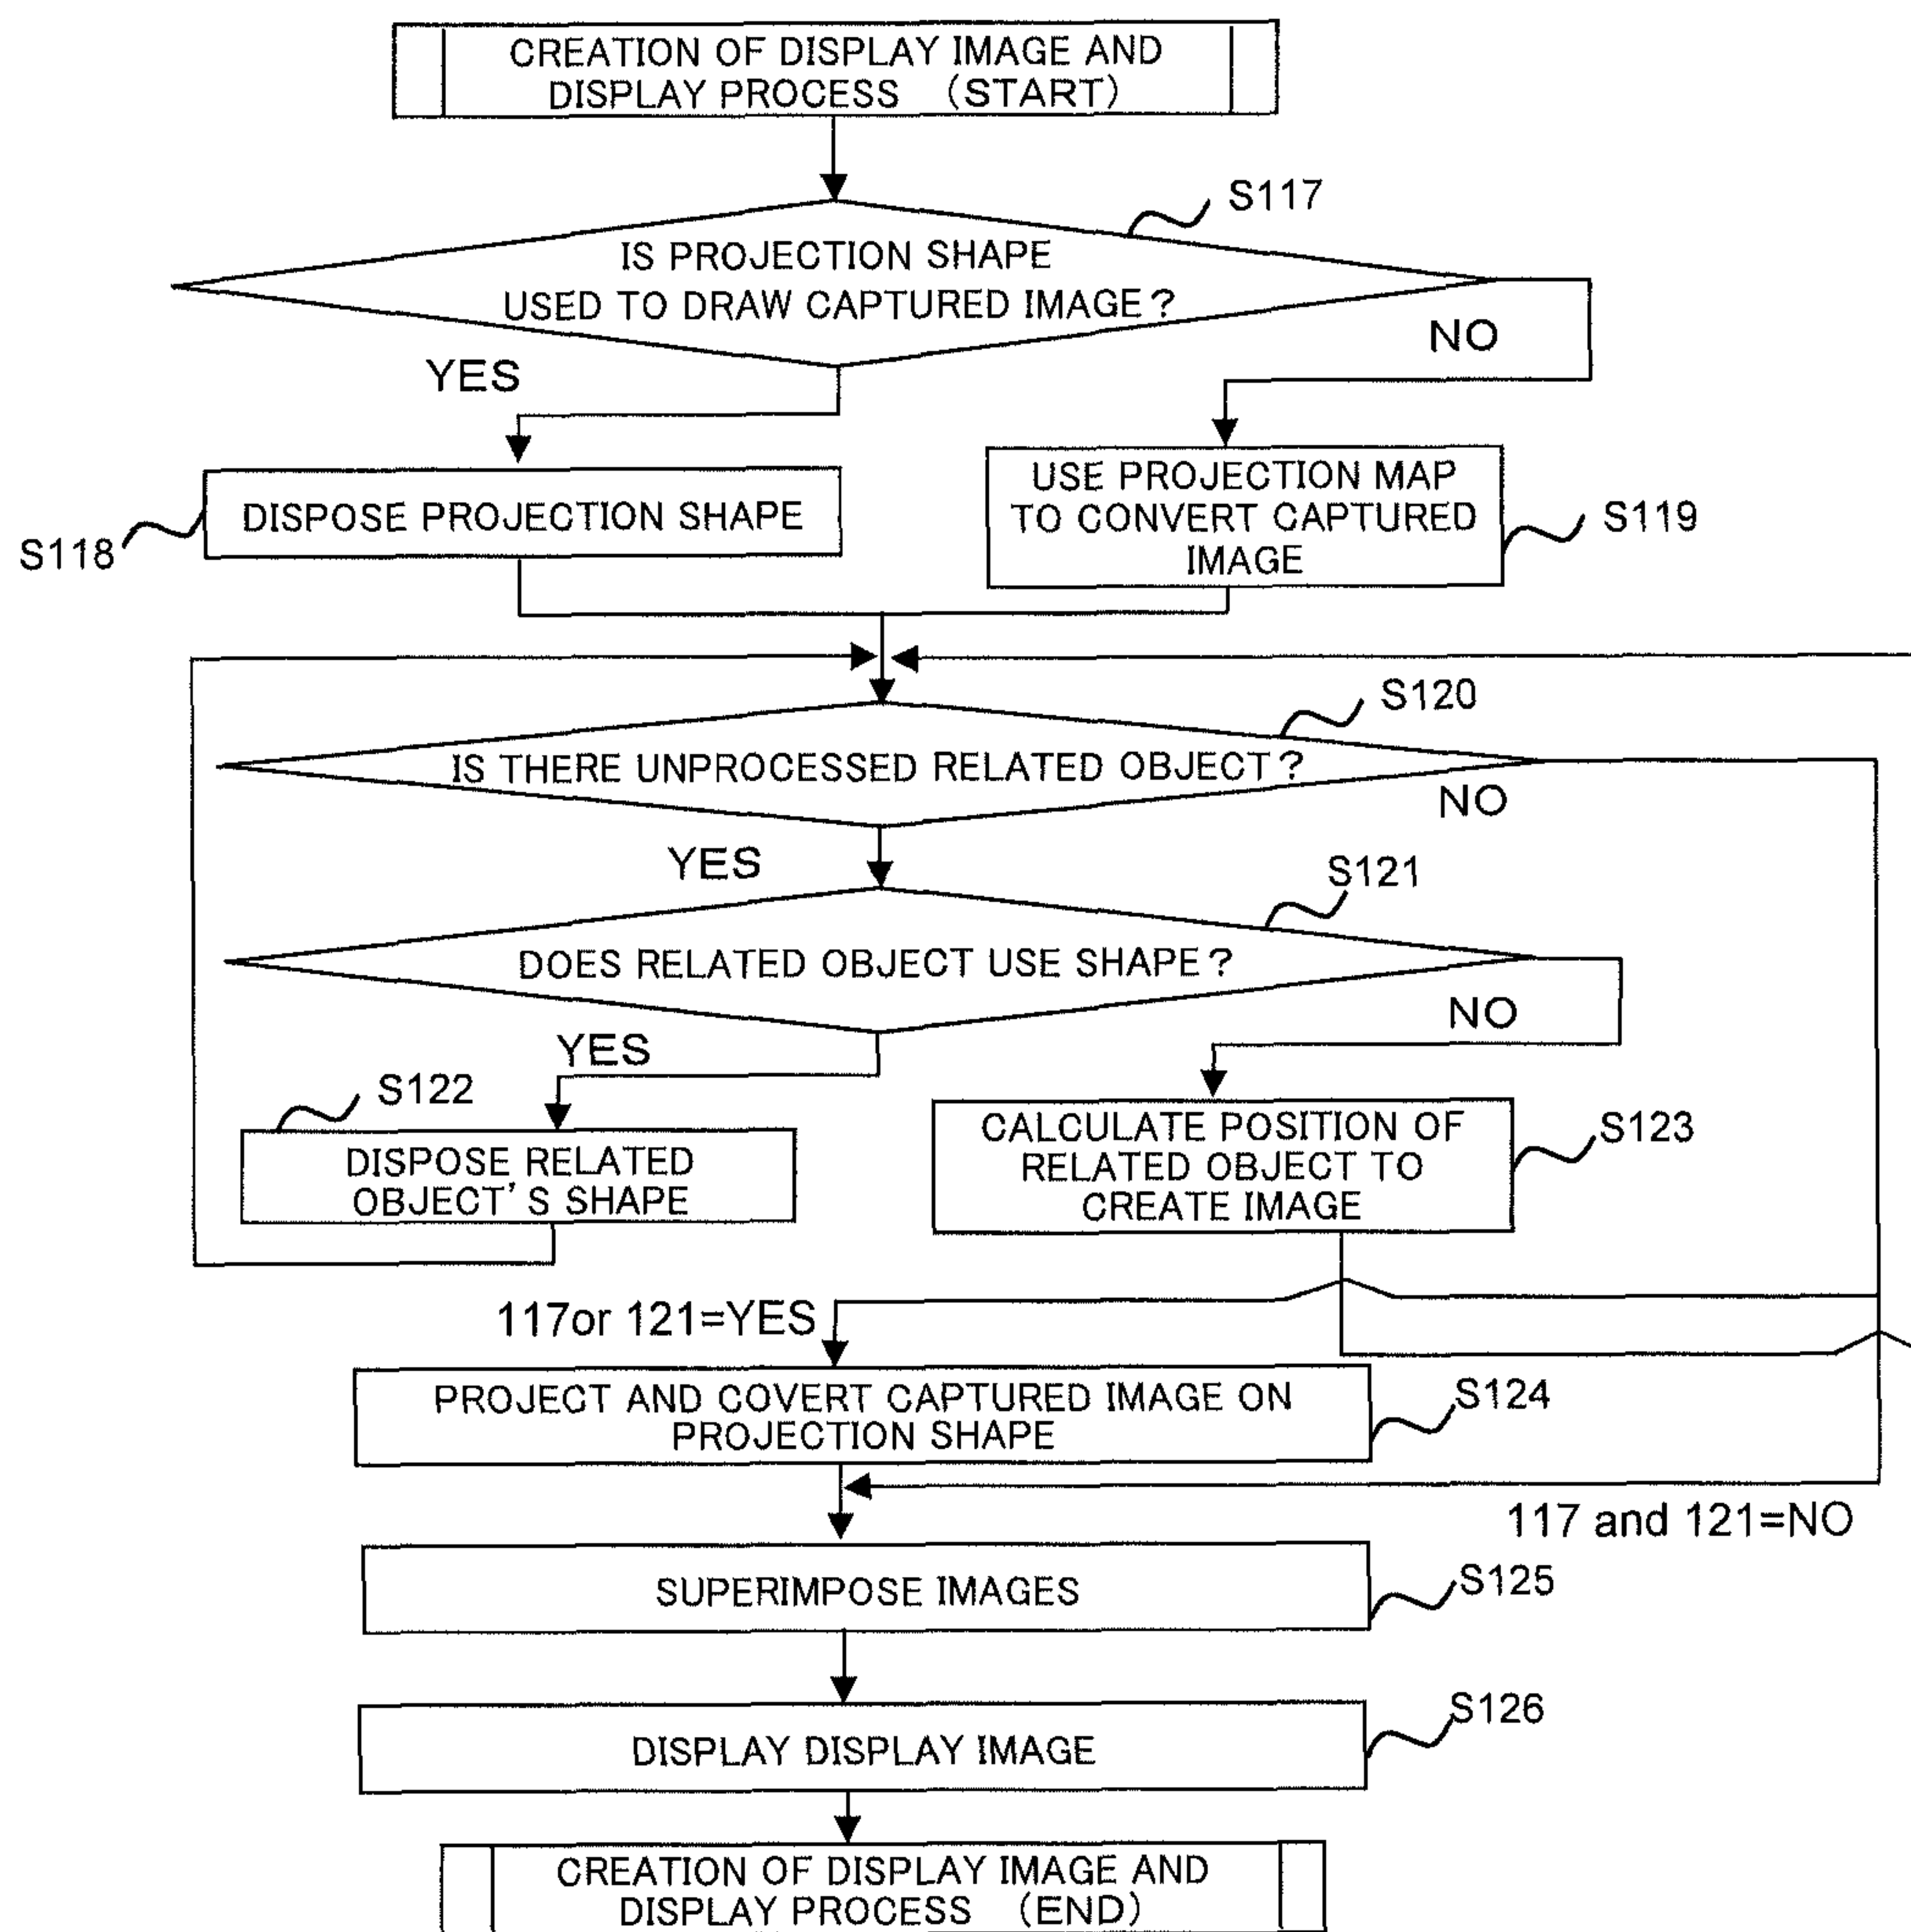 CREATION OF DISPLAY IMAGE AND
DISPLAY PROCESS (START)
S117
IS PROJECTION SHAPE
USED TO DRAW CAPTURED IMAGE?
NO
YES
DISPOSE PROJECTION SHAPE
S118
USE PROJECTION MAP
TO CONVERT CAPTURED
IMAGE
S119
S120
IS THERE UNPROCESSED RELATED OBJECT?
NO
YES
S121
DOES RELATED OBJECT USE SHAPE?
NO
YES
S122
DISPOSE RELATED
OBJECT'S SHAPE
CALCULATE POSITION OF
RELATED OBJECT TO
CREATE IMAGE
S123
117or 121=YES
PROJECT AND COVERT CAPTURED IMAGE ON
PROJECTION SHAPE
S124
117 and 121=NO
SUPERIMPOSE IMAGES
S125
DISPLAY DISPLAY IMAGE
S126
CREATION OF DISPLAY IMAGE AND
DISPLAY PROCESS (END)